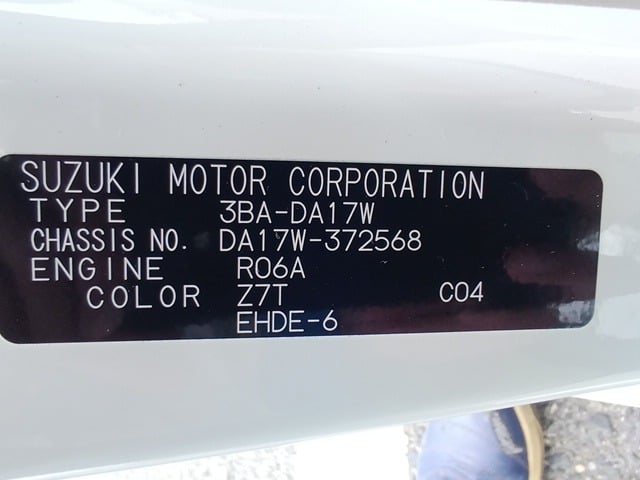 SUZUKI MOTOR CORPORATION
TYPE 3BA-DA17W
CHASSIS NO. DA17W-372568
ENGINE R06A
COLOR Z7T C04
EHDE-6